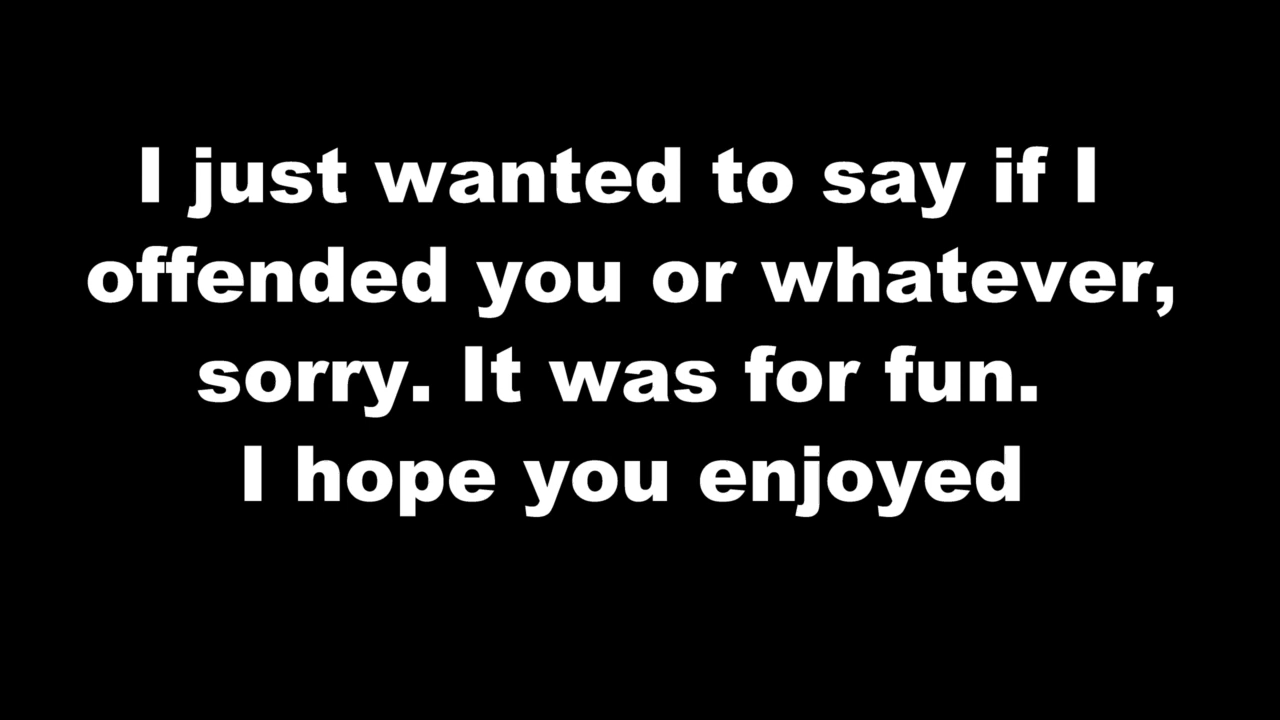 I just wanted to say if I
offended you or whatever,
sorry. It was for fun.
I hope you enjoyed